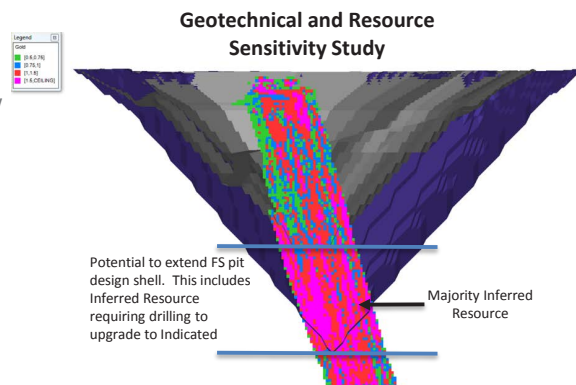 Geotechnical and Resource
Sensitivity Study
Legend
Gold
[0.5,0.75]
[0.75,1]
[1,1.5]
[1.5,CEILING]
Potential to extend FS pit
design shell. This includes
Inferred Resource
requiring drilling to
upgrade to Indicated
Majority Inferred
Resource